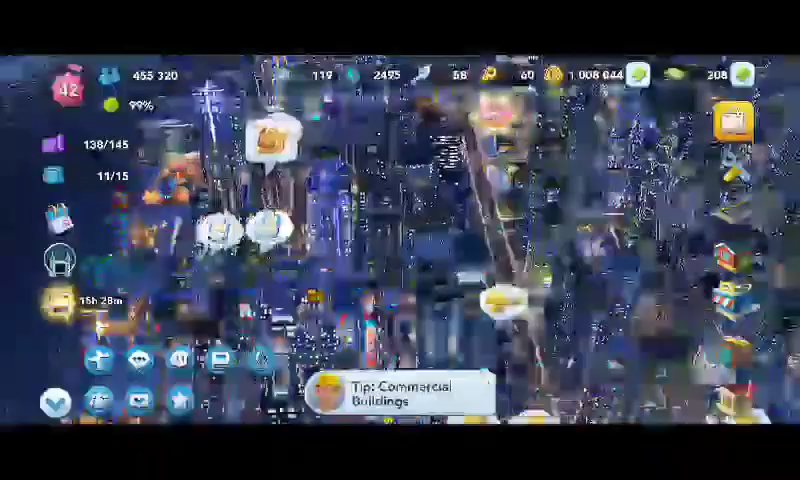 42
455 320
119
2495
58
60
1 008 044
208
99%
138/145
11/15
15h 28m
Tip: Commercial
Buildings